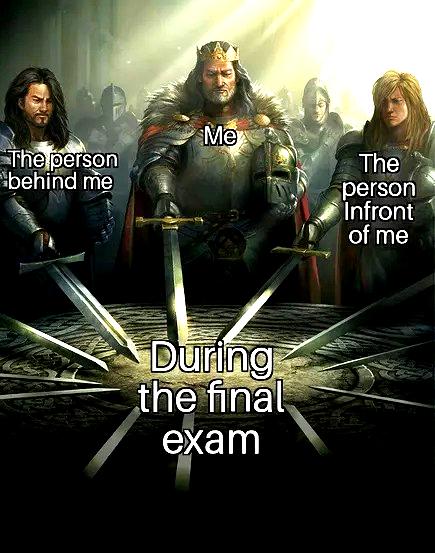 Me
The person
behind me
The
person
Infront
of me
During
the final
exam